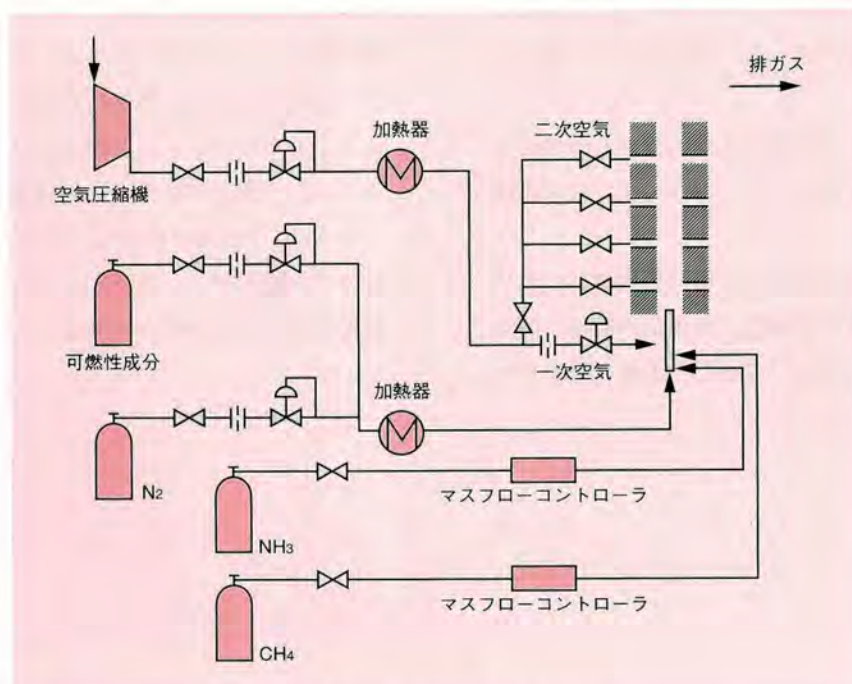 排ガス
加熱器
二次空気
空気圧縮機
可燃性成分
一次空気
加熱器
N2
マスフローコントローラ
NH3
マスフローコントローラ
CH4